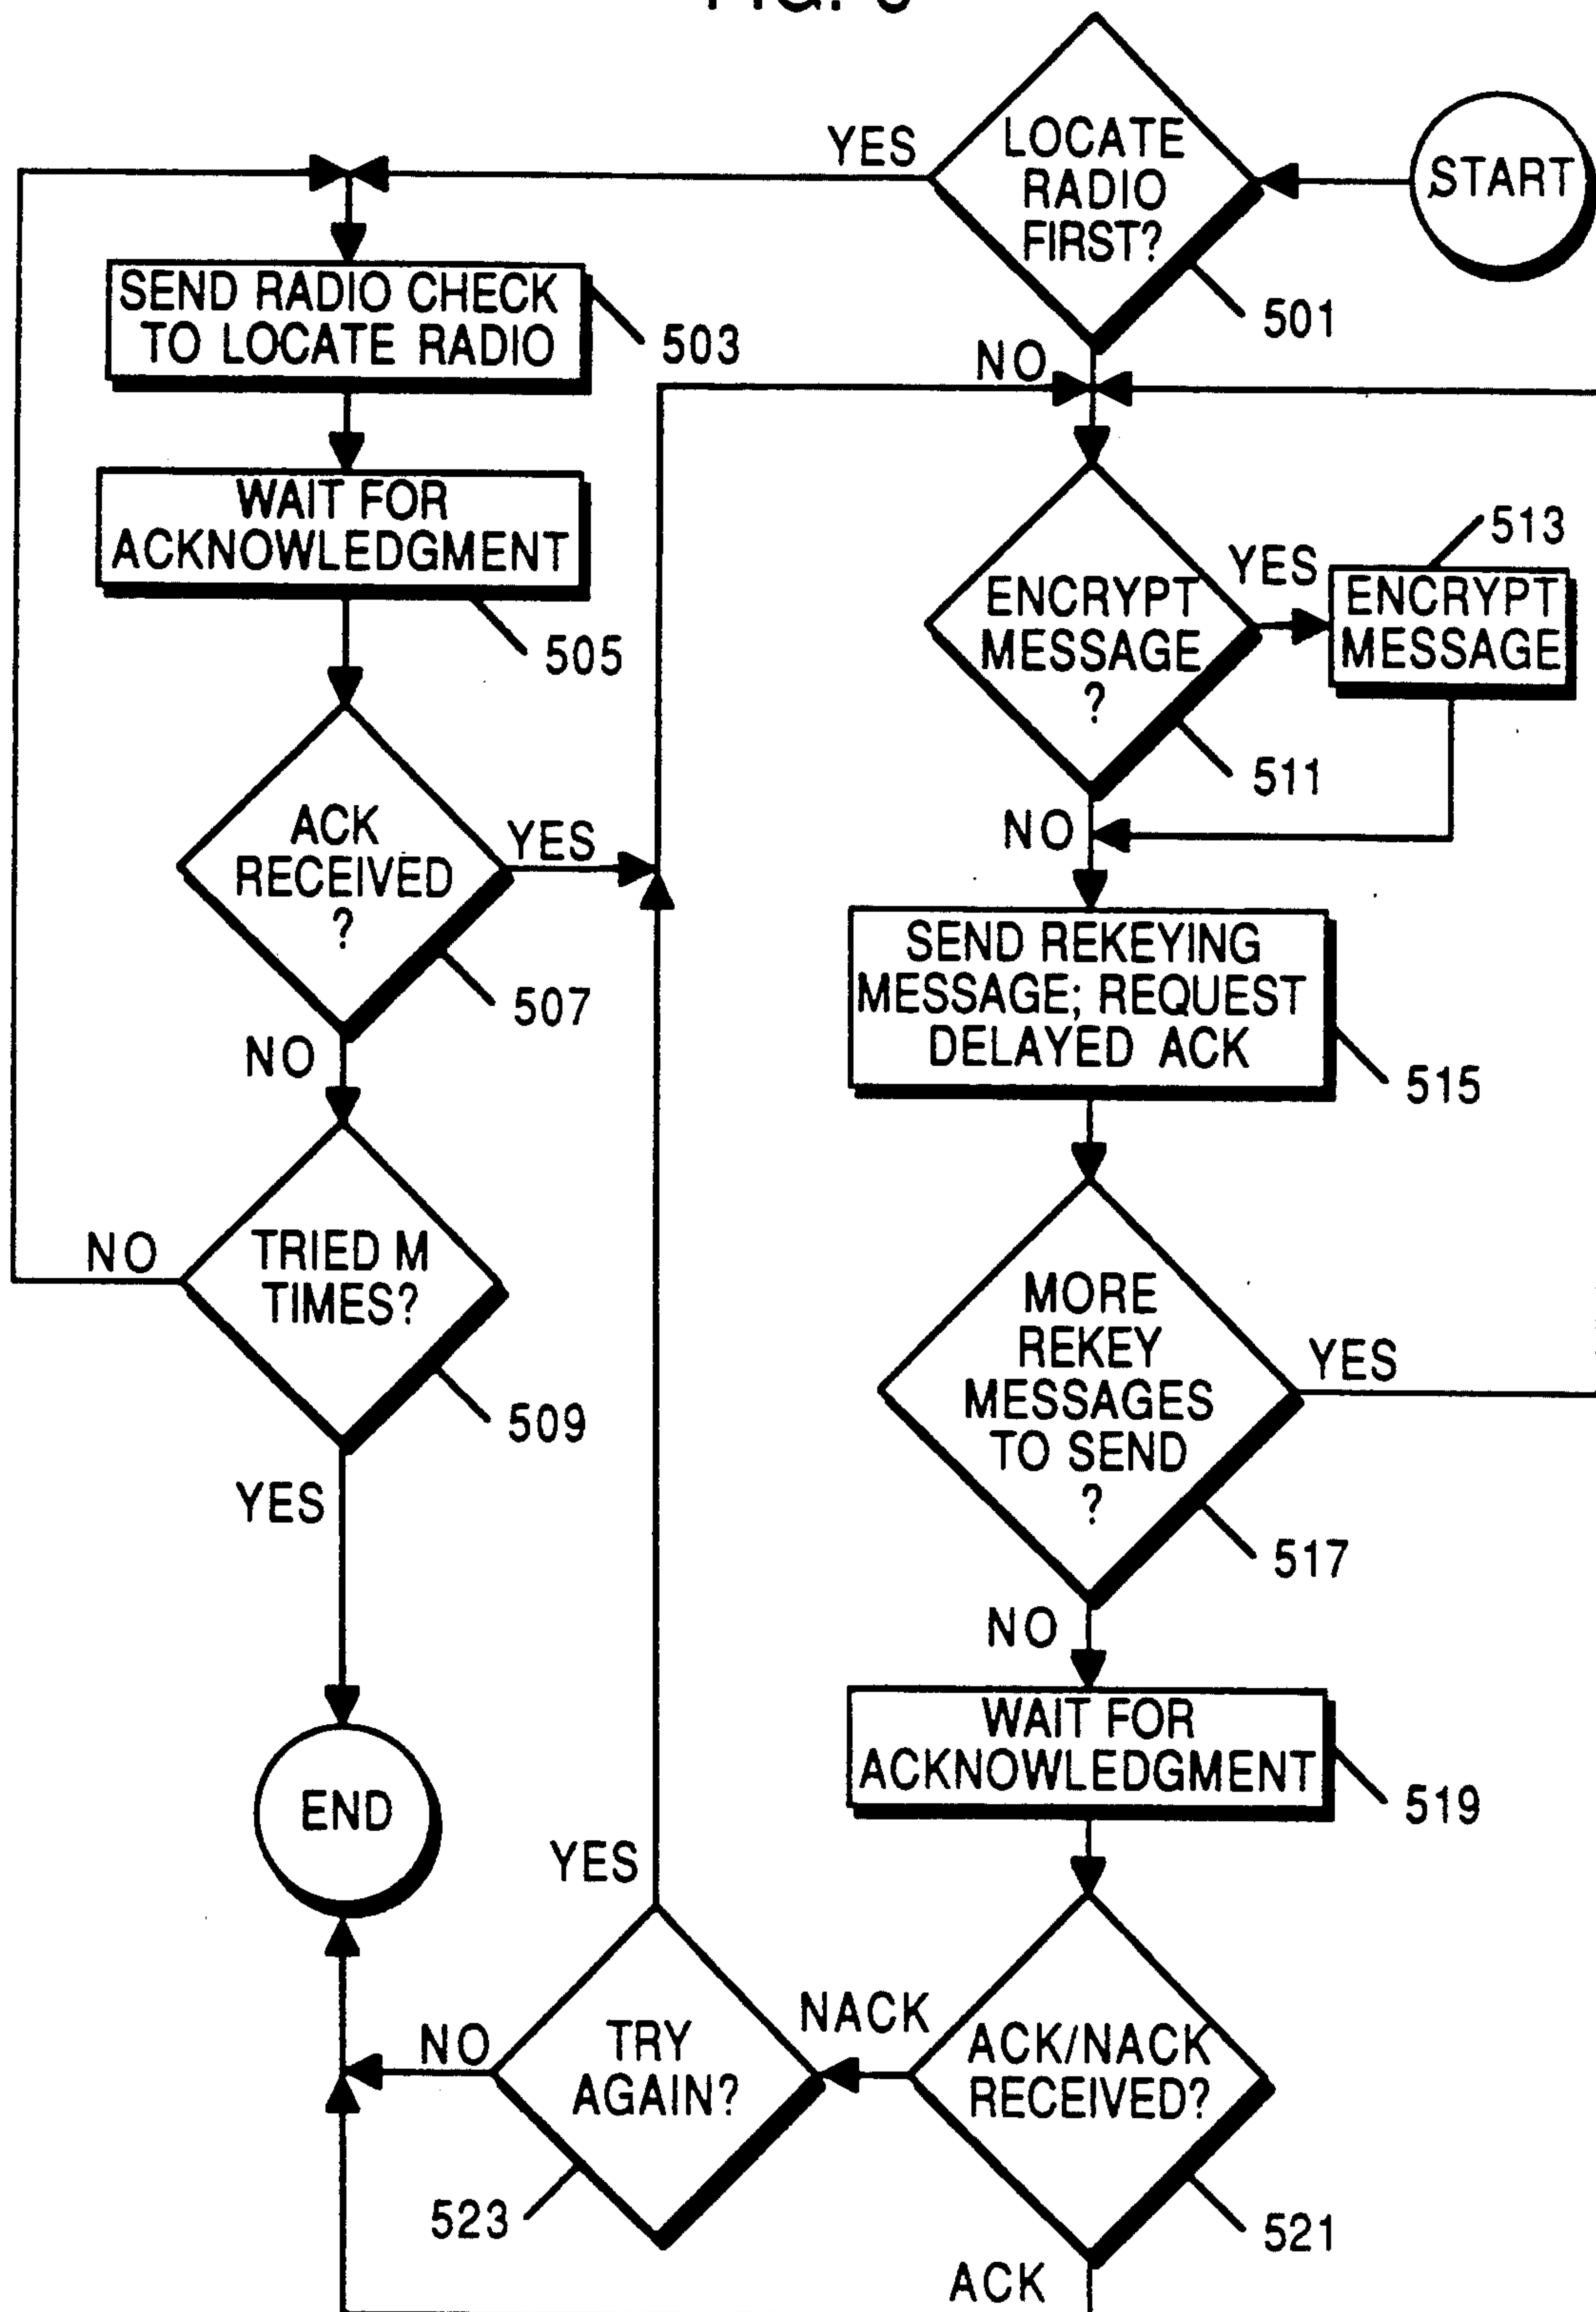 START
LOCATE
RADIO
FIRST?
501
YES
NO
SEND RADIO CHECK
TO LOCATE RADIO
503
WAIT FOR
ACKNOWLEDGMENT
505
ACK
RECEIVED
?
507
YES
NO
TRIED M
TIMES?
509
NO
YES
END
ENCRYPT
MESSAGE
?
511
YES
NO
513
ENCRYPT
MESSAGE
SEND REKEYING
MESSAGE; REQUEST
DELAYED ACK
515
MORE
REKEY
MESSAGES
TO SEND
?
517
YES
NO
WAIT FOR
ACKNOWLEDGMENT
519
ACK/NACK
RECEIVED?
521
NACK
ACK
TRY
AGAIN?
523
YES
NO